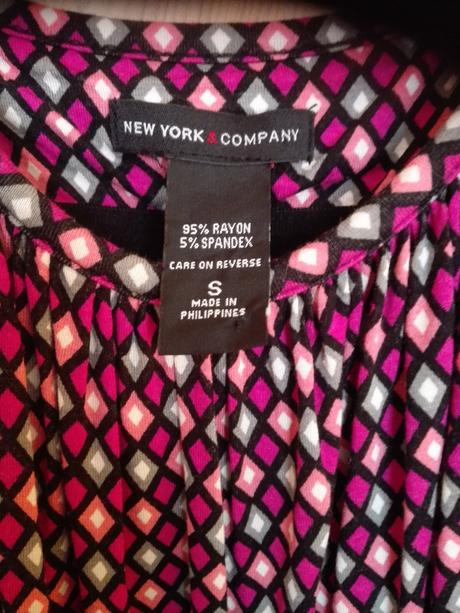 NEW YORK & COMPANY
95% RAYON
5% SPANDEX
CARE ON REVERSE
S
MADE IN
PHILIPPINES